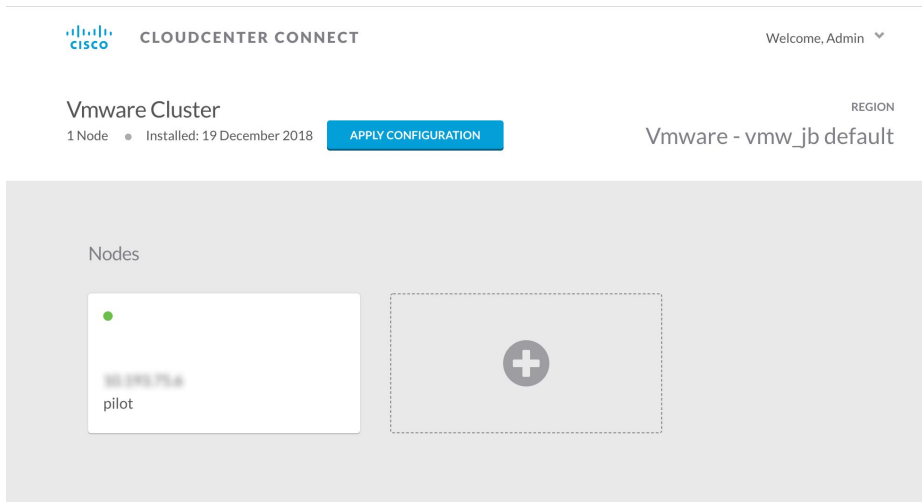 CISCO CLOUDCENTER CONNECT
Welcome, Admin
Vmware Cluster
1 Node • Installed: 19 December 2018
APPLY CONFIGURATION
REGION
Vmware - vmw_jb default
Nodes
pilot